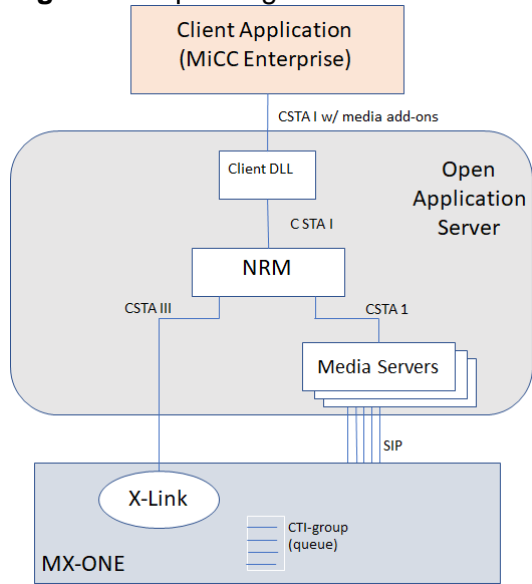 Client Application
(MiCC Enterprise)
CSTA I w/ media add-ons
Client DLL
Open
Application
Server
C STA I
NRM
CSTA III
CSTA 1
Media Servers
SIP
X-Link
CTI-group
(queue)
MX-ONE